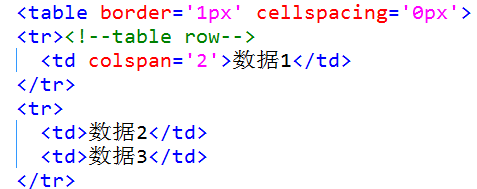 <table border='1px' cellspacing='0px'>
<tr><!--table row-->
<td colspan='2'>数据1</td>
</tr>
<tr>
<td>数据2</td>
<td>数据3</td>
</tr>